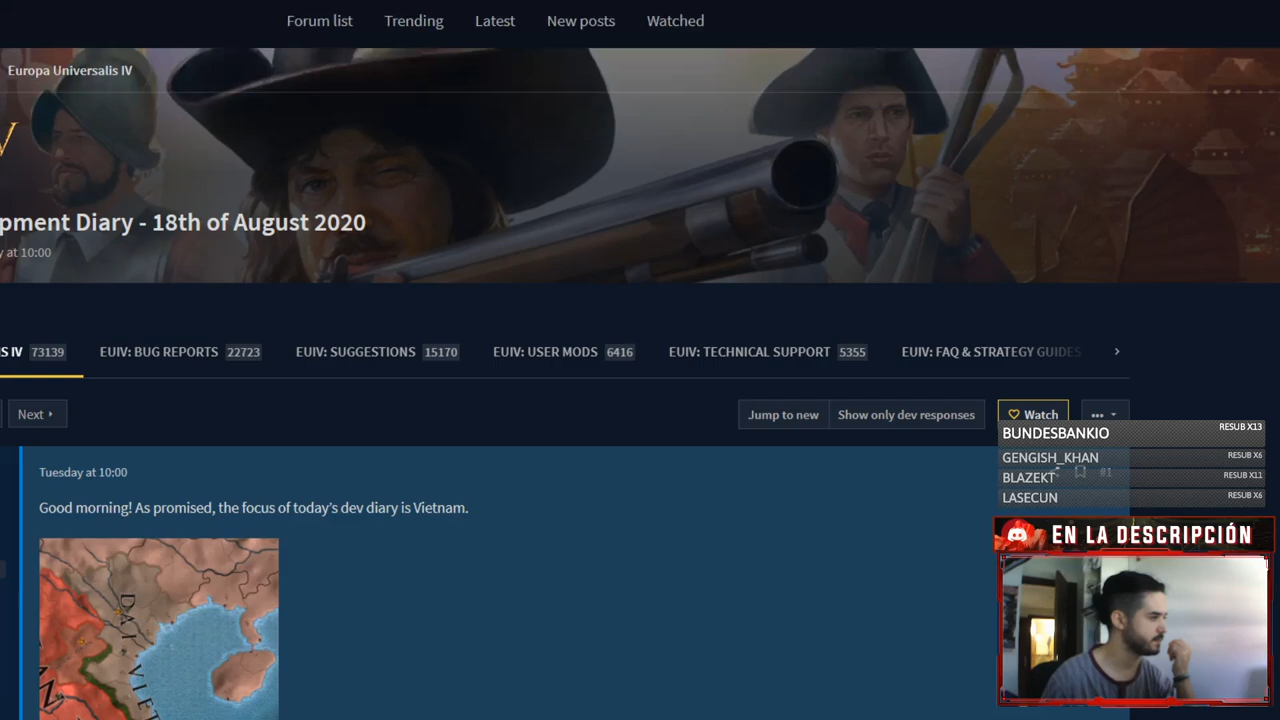 Forum list Trending Latest New posts Watched
Europa Universalis IV
pment Diary - 18th of August 2020
at 10:00
IV 73139 EUIV: BUG REPORTS 22723 EUIV: SUGGESTIONS 15170 EUIV: USER MODS 6416 EUIV: TECHNICAL SUPPORT 5355 EUIV: FAQ & STRATEGY GUIDES
Next Jump to new Show only dev responses Watch
BUNDESBANKIO RESUB X13
GENGISH_KHAN RESUB X6
Tuesday at 10:00 #1
BLAZEKT RESUB X11
LASECUN RESUB X6
Good morning! As promised, the focus of today's dev diary is Vietnam.
EN LA DESCRIPCIÓN
DAI VIET